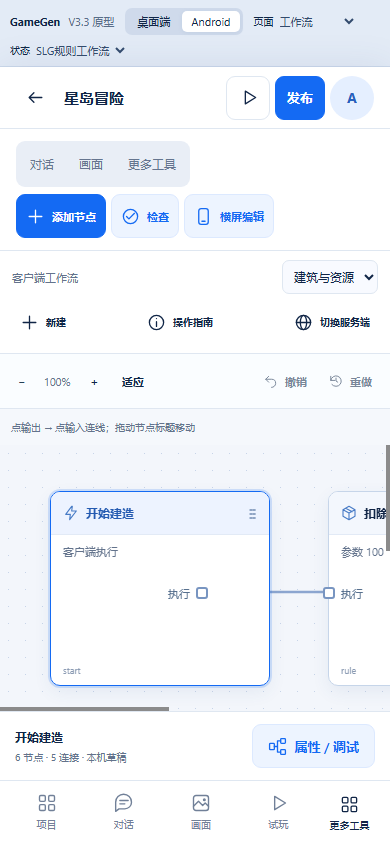 GameGen V3.3 原型 桌面端 Android 页面 工作流
状态 SLG规则工作流
星岛冒险 发布 A
对话 画面 更多工具
添加节点 检查 横屏编辑
客户端工作流 建筑与资源
新建 操作指南 切换服务端
− 100% + 适应 撤销 重做
点输出 → 点输入连线；拖动节点标题移动
开始建造 扣除
客户端执行 参数 100
执行 执行
start rule
开始建造
6 节点 · 5 连接 · 本机草稿
属性 / 调试
项目 对话 画面 试玩 更多工具